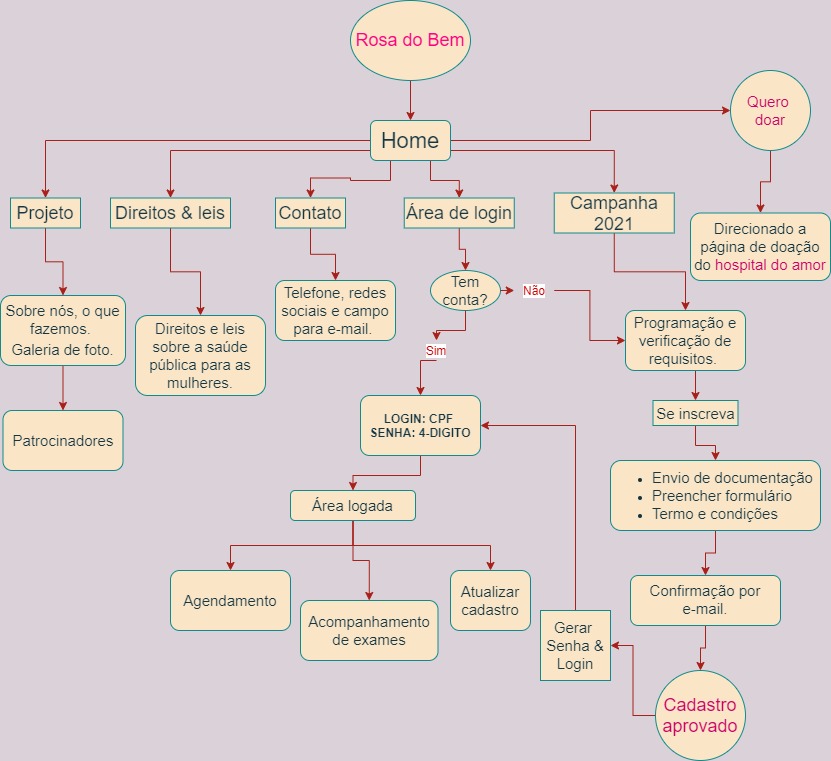 Rosa do Bem
Quero
doar
Home
Projeto
Direitos & leis
Contato
Área de login
Campanha
2021
Direcionado a
página de doação
do hospital do amor
Tem
conta?
Não
Sim
Sobre nós, o que
fazemos.
Galeria de foto.
Direitos e leis
sobre a saúde
pública para as
mulheres.
Telefone, redes
sociais e campo
para e-mail.
Programação e
verificação de
requisitos.
Patrocinadores
LOGIN: CPF
SENHA: 4-DIGITO
Se inscreva
Área logada
• Envio de documentação
• Preencher formulário
• Termo e condições
Agendamento
Acompanhamento
de exames
Atualizar
cadastro
Confirmação por
e-mail.
Gerar
Senha &
Login
Cadastro
aprovado